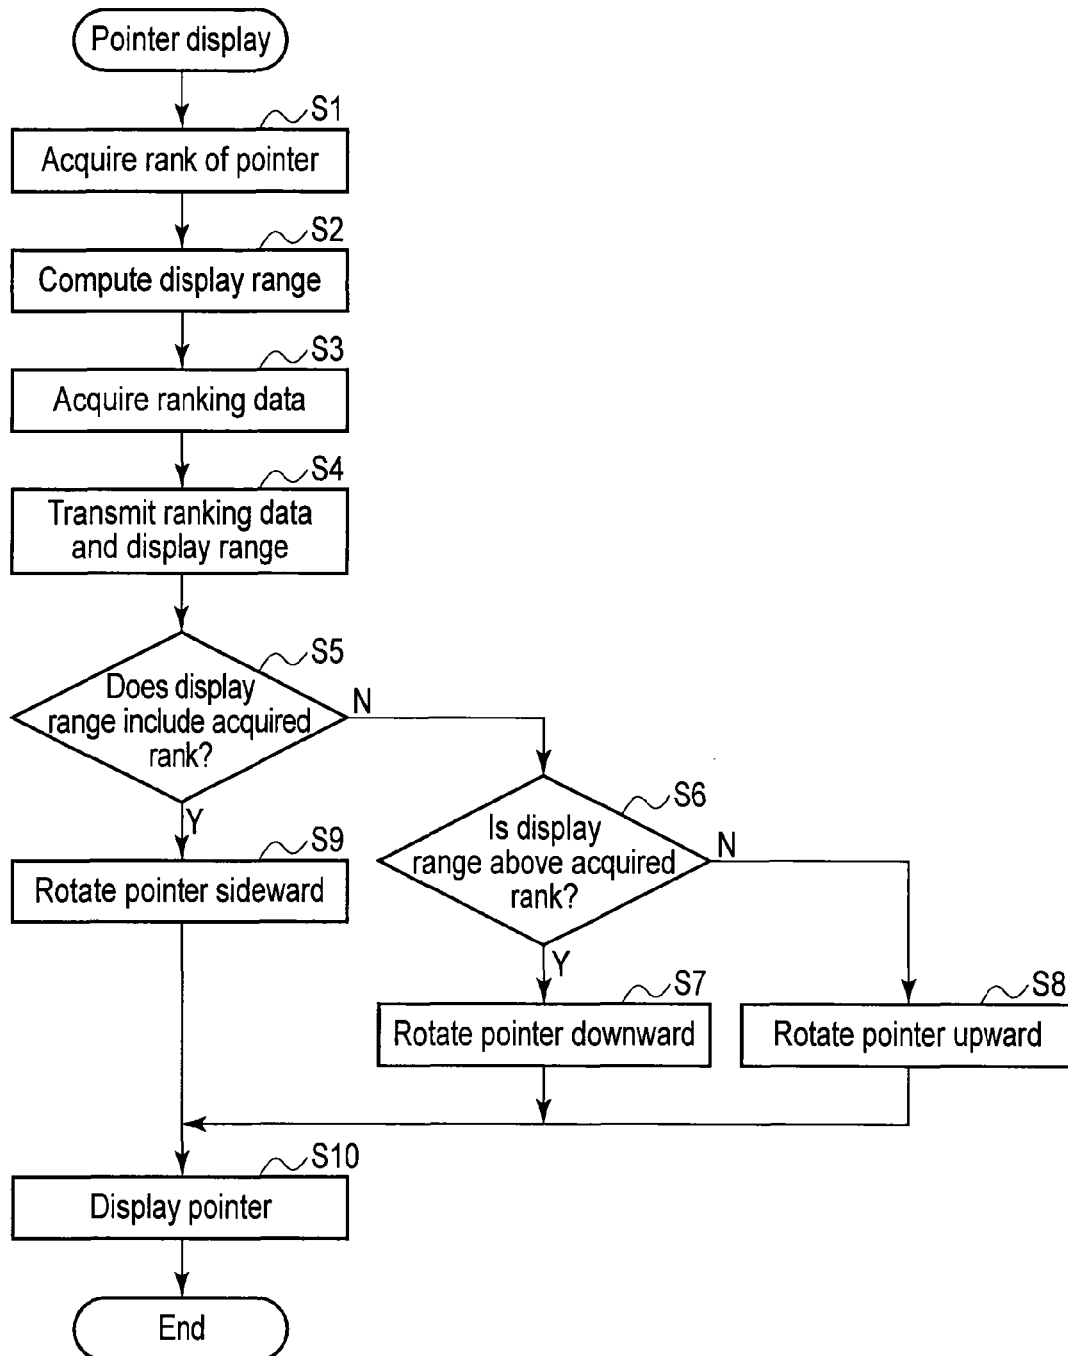 Pointer display
S1
Acquire rank of pointer
S2
Compute display range
S3
Acquire ranking data
S4
Transmit ranking data
and display range
S5
Does display
range include acquired
rank?
N
Y
S6
Is display
range above acquired
rank?
N
Y
S9
Rotate pointer sideward
S7
Rotate pointer downward
S8
Rotate pointer upward
S10
Display pointer
End